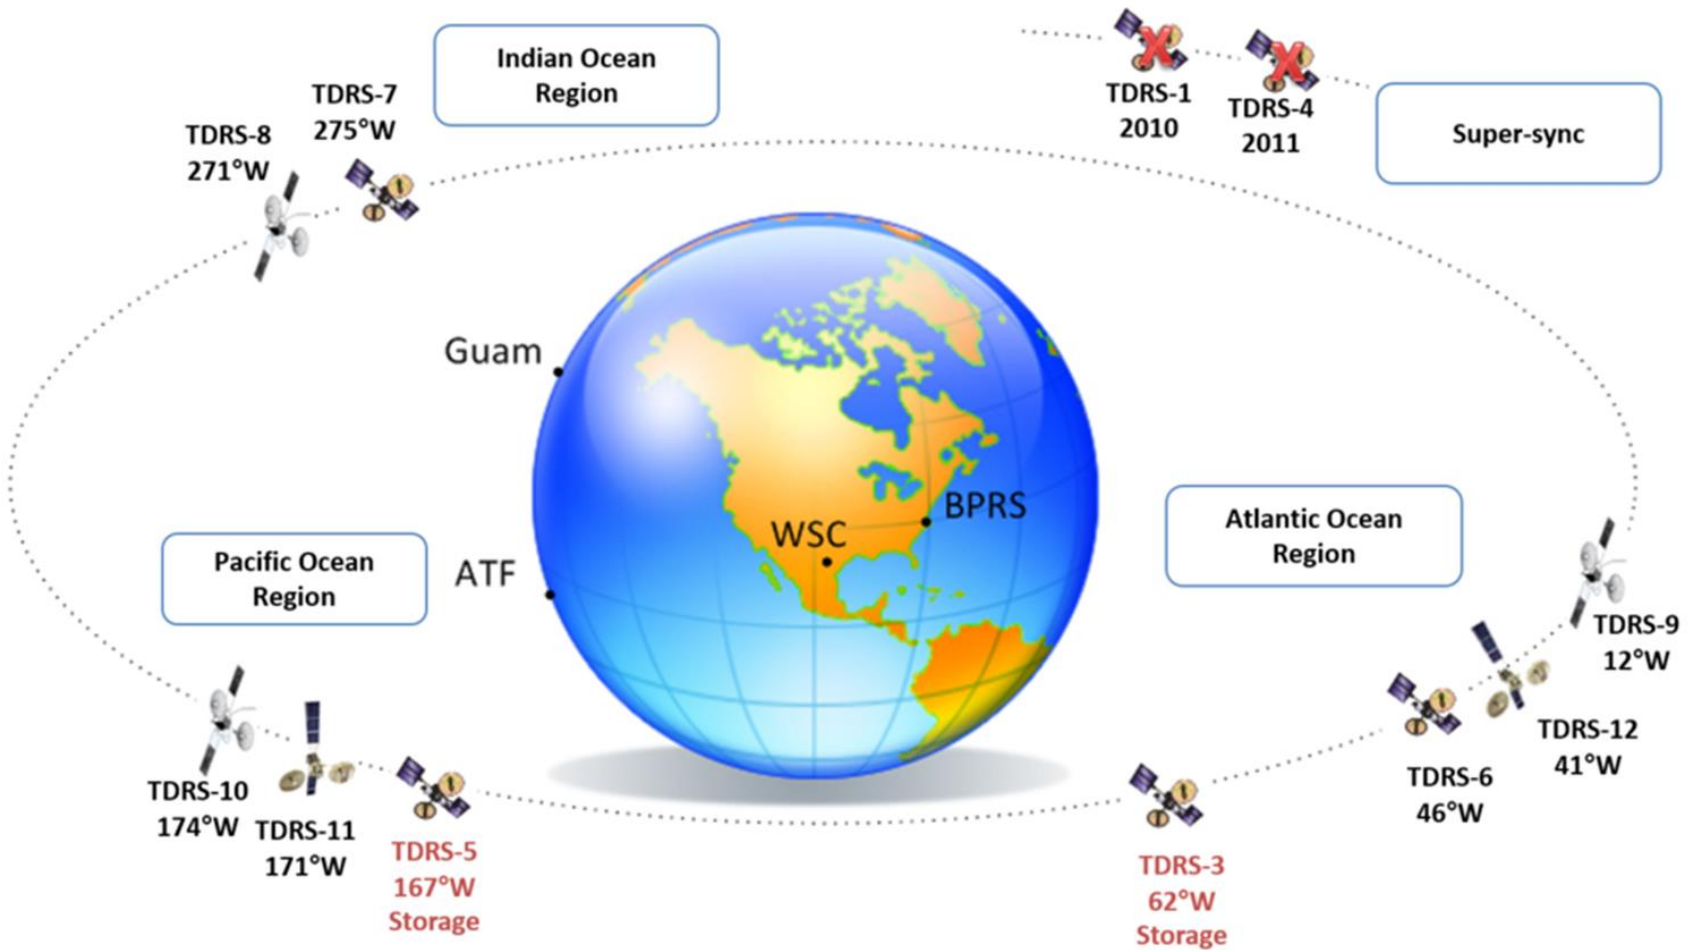 Indian Ocean
Region
TDRS-7
275°W
TDRS-8
271°W
TDRS-1
2010
TDRS-4
2011
Super-sync
Guam
ATF
WSC
BPRS
Pacific Ocean
Region
Atlantic Ocean
Region
TDRS-9
12°W
TDRS-12
41°W
TDRS-6
46°W
TDRS-10
174°W
TDRS-11
171°W
TDRS-5
167°W
Storage
TDRS-3
62°W
Storage